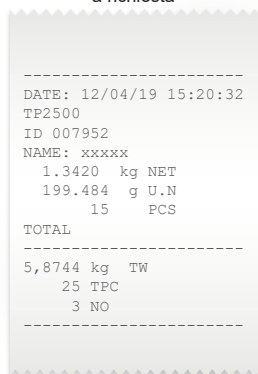 a richiesta
------------------------
DATE: 12/04/19 15:20:32
TP2500
ID 007952
NAME: xxxxx
1.3420 kg NET
199.484 g U.N
15 PCS
TOTAL
------------------------
5,8744 kg TW
25 TPC
3 NO
------------------------